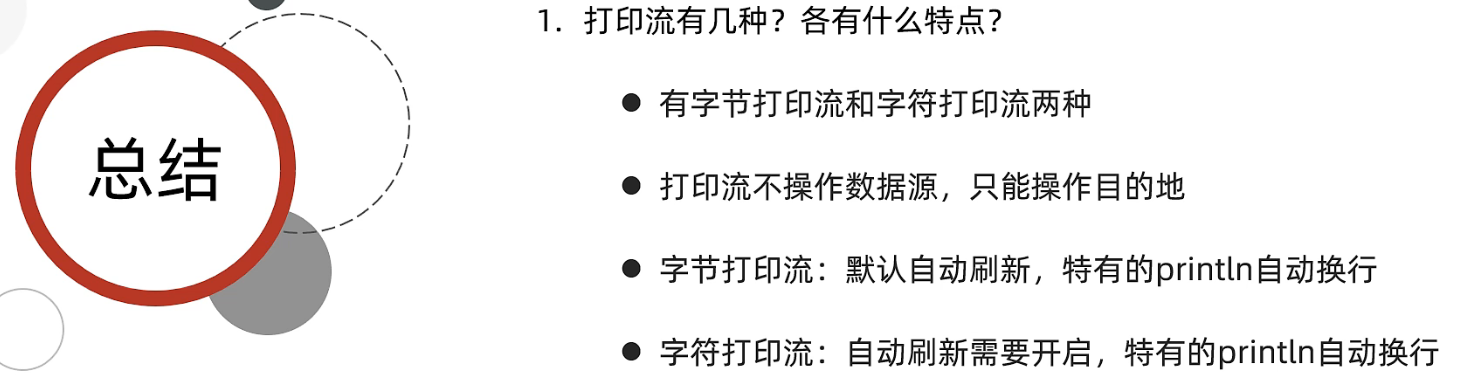 总结
1. 打印流有几种？各有什么特点？
● 有字节打印流和字符打印流两种
● 打印流不操作数据源，只能操作目的地
● 字节打印流：默认自动刷新，特有的println自动换行
● 字符打印流：自动刷新需要开启，特有的println自动换行